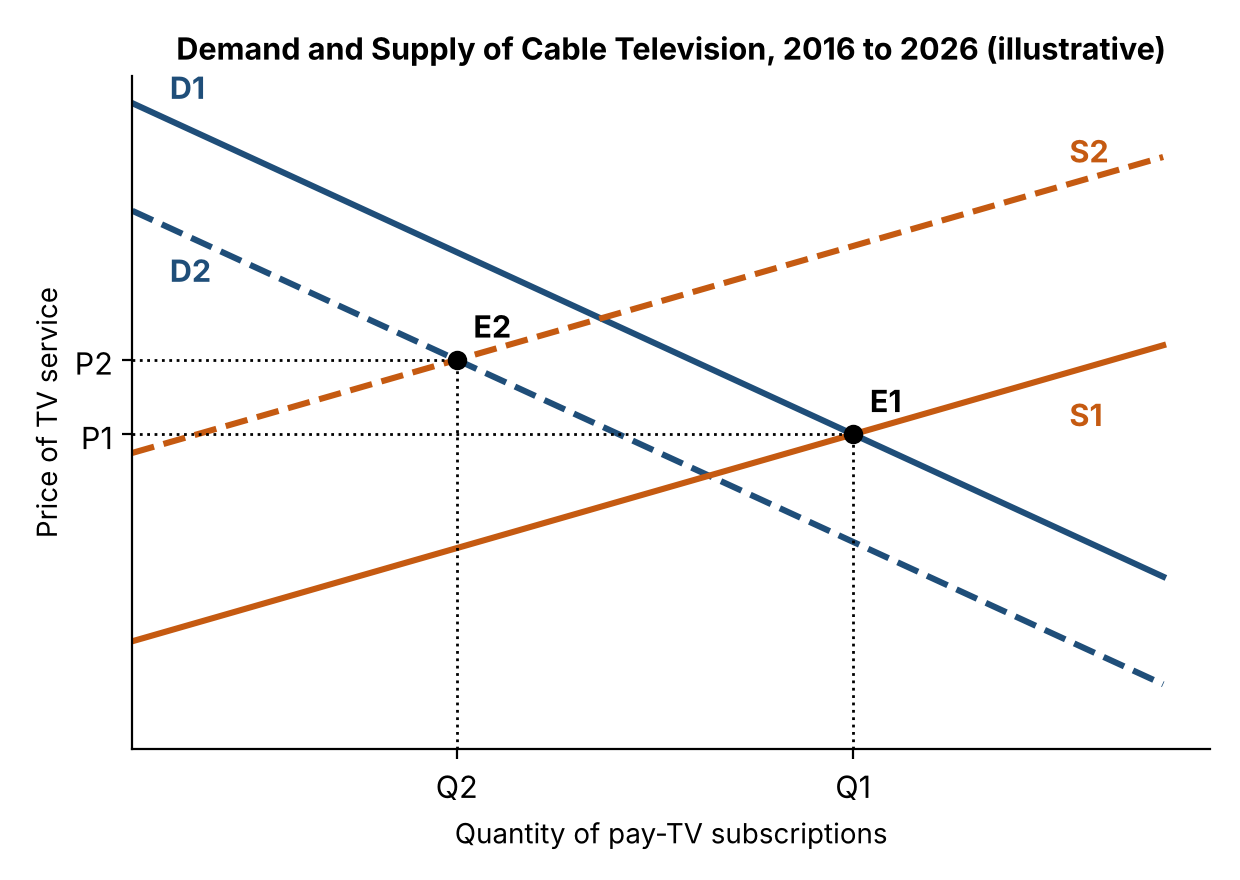 Demand and Supply of Cable Television, 2016 to 2026 (illustrative)
D1
S2
D2
E2
P2
E1
S1
P1
Price of TV service
Q2
Q1
Quantity of pay-TV subscriptions